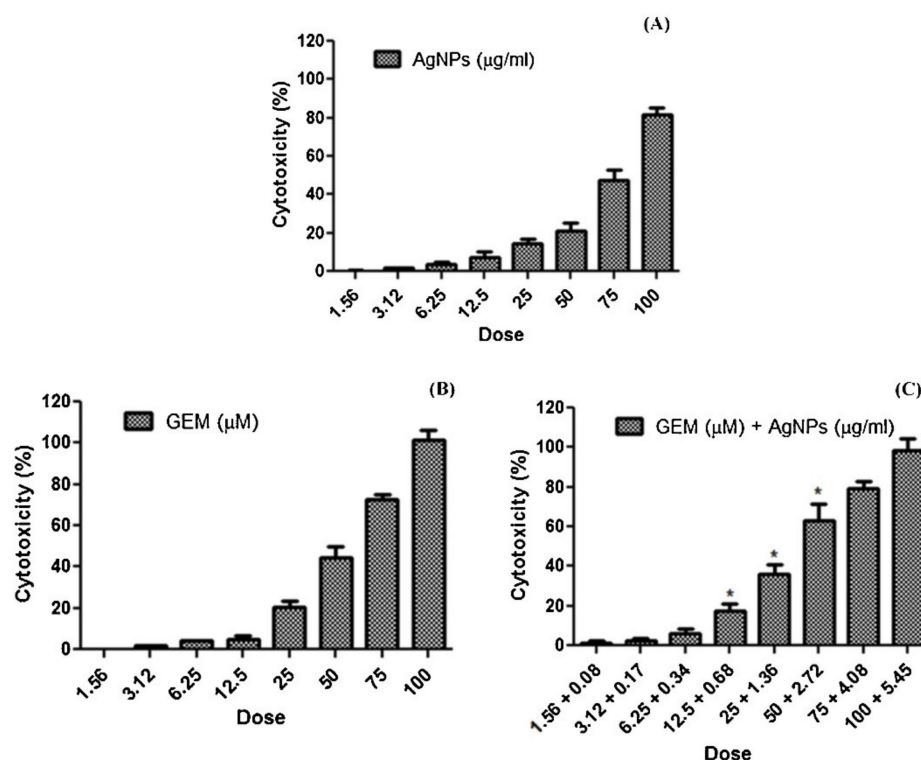 (A)
120
100
80
60
40
20
0
Cytotoxicity (%)
AgNPs (µg/ml)
1.56
3.12
6.25
12.5
25
50
75
100
Dose
(B)
120
100
80
60
40
20
0
Cytotoxicity (%)
GEM (µM)
1.56
3.12
6.25
12.5
25
50
75
100
Dose
(C)
120
100
80
60
40
20
0
Cytotoxicity (%)
GEM (µM) + AgNPs (µg/ml)
*
*
*
1.56 + 0.08
3.12 + 0.17
6.25 + 0.34
12.5 + 0.68
25 + 1.36
50 + 2.72
75 + 4.08
100 + 5.45
Dose